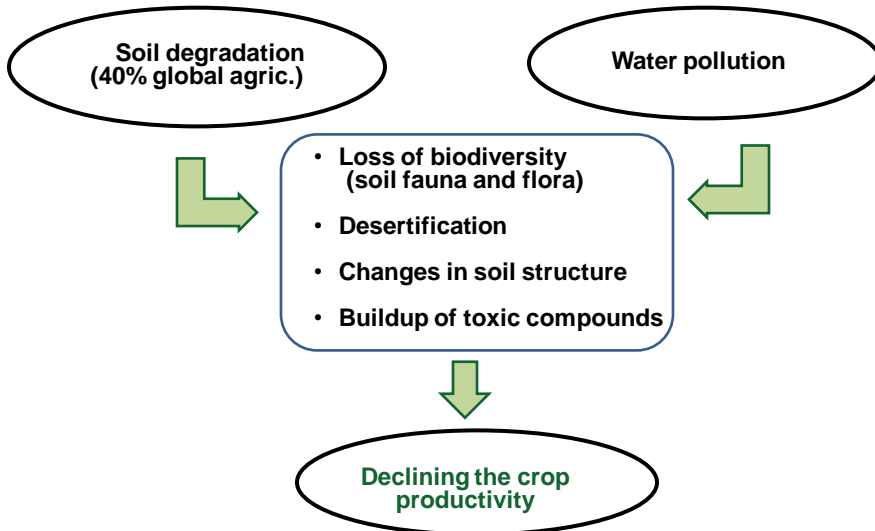 Soil degradation
(40% global agric.)
Water pollution
• Loss of biodiversity
(soil fauna and flora)
• Desertification
• Changes in soil structure
• Buildup of toxic compounds
Declining the crop
productivity